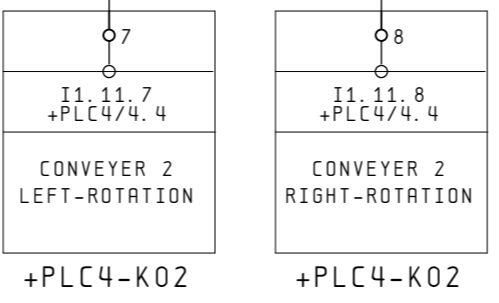 7
I1.11.7
+PLC4/4.4
CONVEYER 2
LEFT-ROTATION
+PLC4-K02
8
I1.11.8
+PLC4/4.4
CONVEYER 2
RIGHT-ROTATION
+PLC4-K02